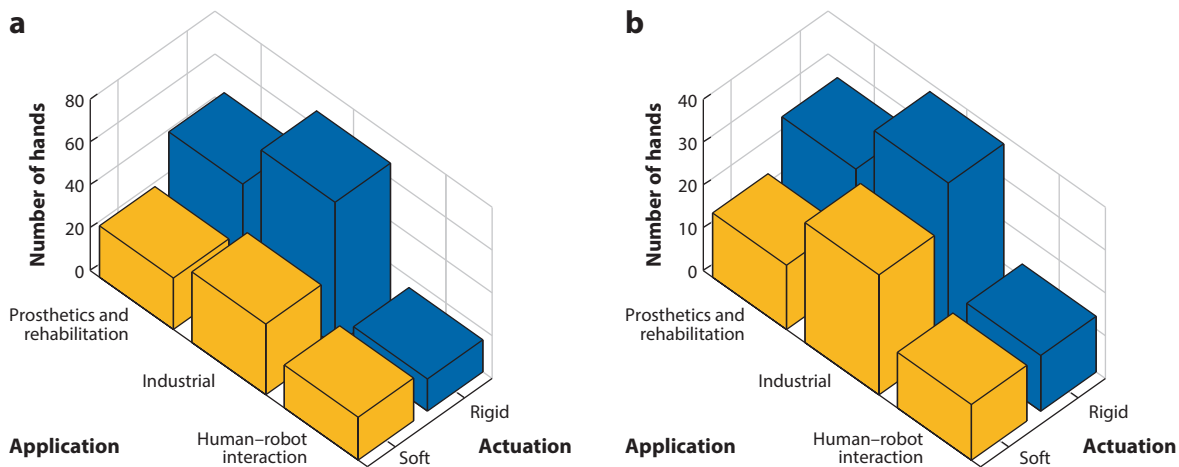 a
Number of hands
80
60
40
20
0
Prosthetics and
rehabilitation
Industrial
Human–robot
interaction
Application
Soft
Rigid
Actuation
b
Number of hands
40
30
20
10
0
Prosthetics and
rehabilitation
Industrial
Human–robot
interaction
Application
Soft
Rigid
Actuation